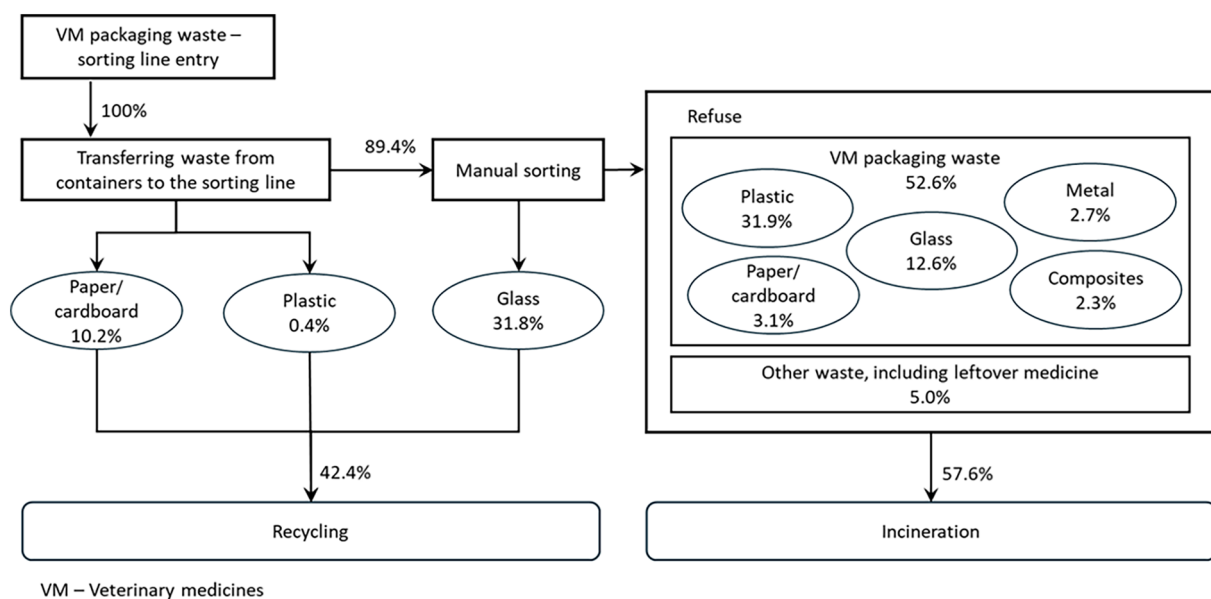 VM packaging waste –
sorting line entry
100%
Transferring waste from
containers to the sorting line
89.4%
Manual sorting
Paper/
cardboard
10.2%
Plastic
0.4%
Glass
31.8%
42.4%
Recycling
Refuse
VM packaging waste
52.6%
Plastic
31.9%
Metal
2.7%
Glass
12.6%
Paper/
cardboard
3.1%
Composites
2.3%
Other waste, including leftover medicine
5.0%
57.6%
Incineration
VM – Veterinary medicines